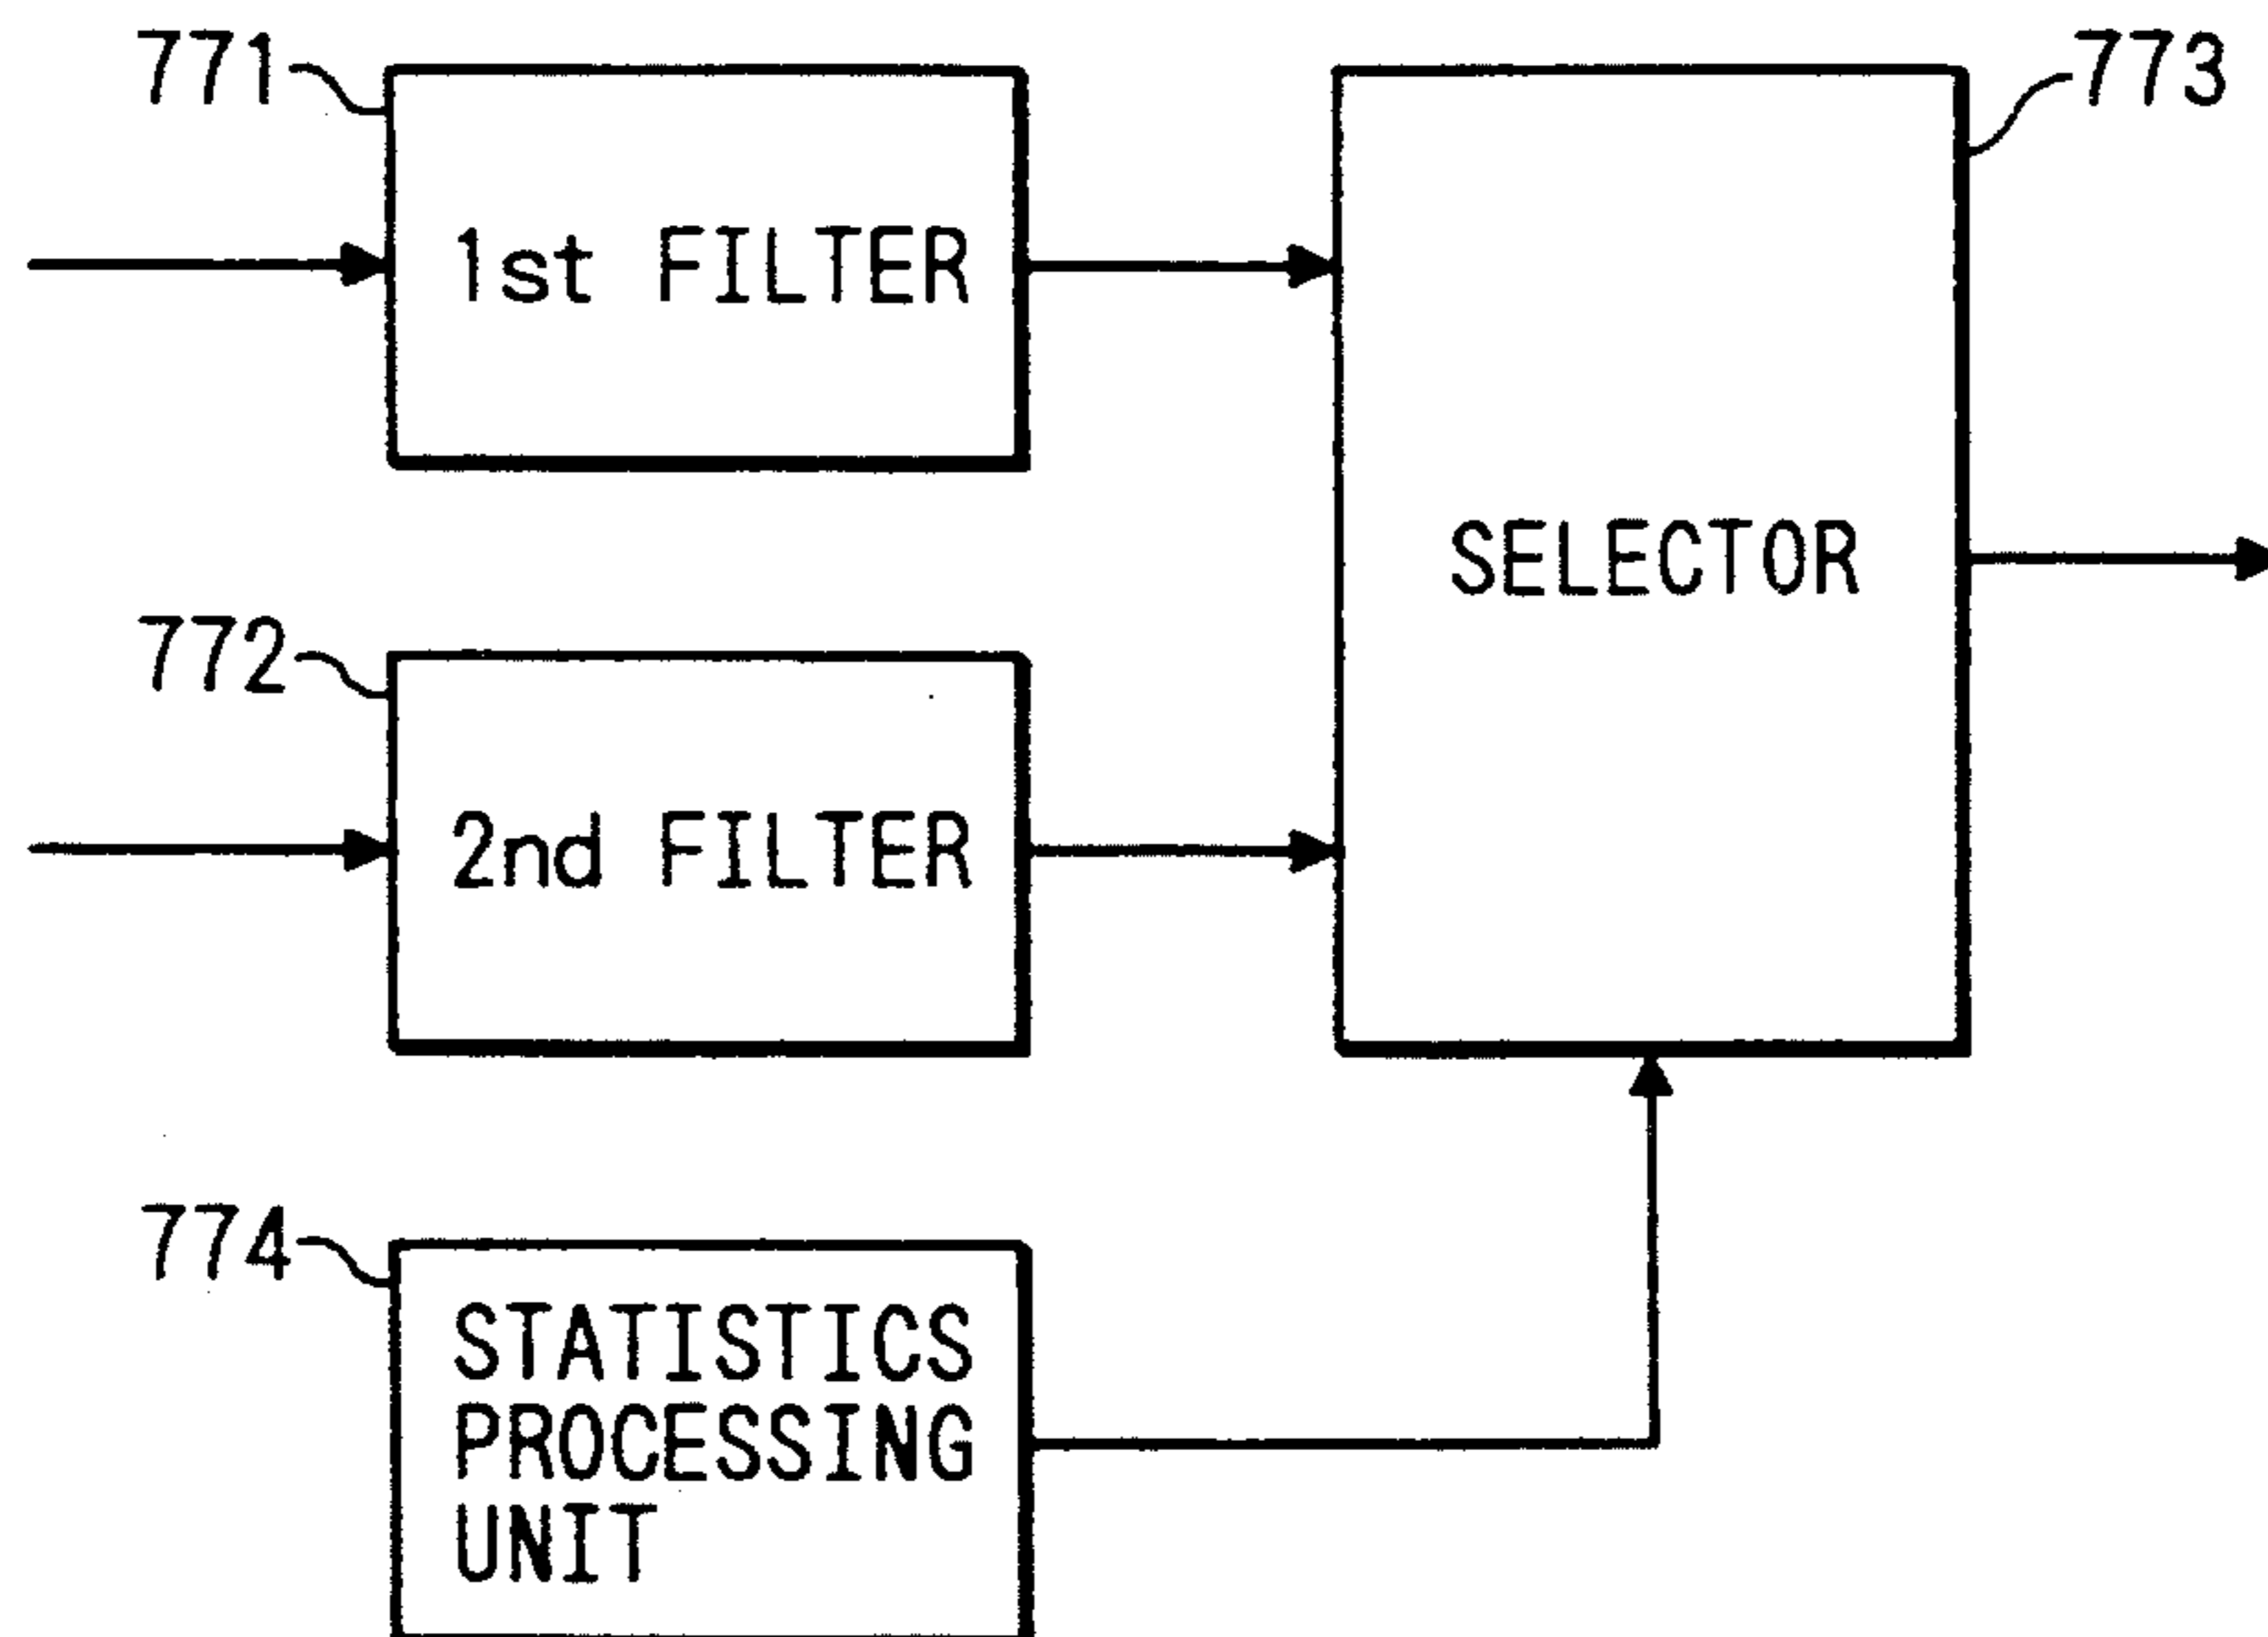 771
1st FILTER
773
SELECTOR
772
2nd FILTER
774
STATISTICS
PROCESSING
UNIT